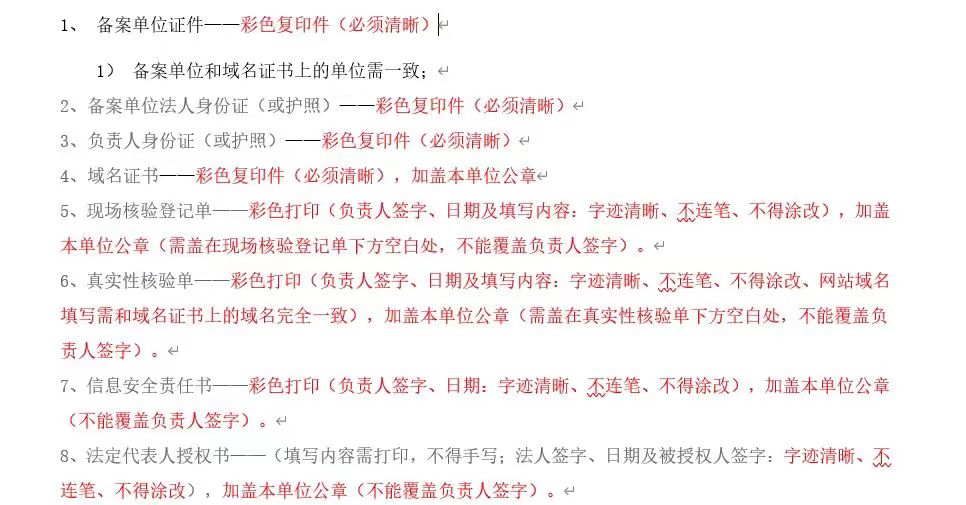 1、 备案单位证件——彩色复印件（必须清晰）
1） 备案单位和域名证书上的单位需一致；
2、备案单位法人身份证（或护照）——彩色复印件（必须清晰）
3、负责人身份证（或护照）——彩色复印件（必须清晰）
4、域名证书——彩色复印件（必须清晰），加盖本单位公章
5、现场核验登记单——彩色打印（负责人签字、日期及填写内容：字迹清晰、不连笔、不得涂改），加盖
本单位公章（需盖在现场核验登记单下方空白处，不能覆盖负责人签字）。
6、真实性核验单——彩色打印（负责人签字、日期及填写内容：字迹清晰、不连笔、不得涂改、网站域名
填写需和域名证书上的域名完全一致），加盖本单位公章（需盖在真实性核验单下方空白处，不能覆盖负
责人签字）。
7、信息安全责任书——彩色打印（负责人签字、日期：字迹清晰、不连笔、不得涂改），加盖本单位公章
（不能覆盖负责人签字）。
8、法定代表人授权书——（填写内容需打印，不得手写；法人签字、日期及被授权人签字：字迹清晰、不
连笔、不得涂改），加盖本单位公章（不能覆盖负责人签字）。